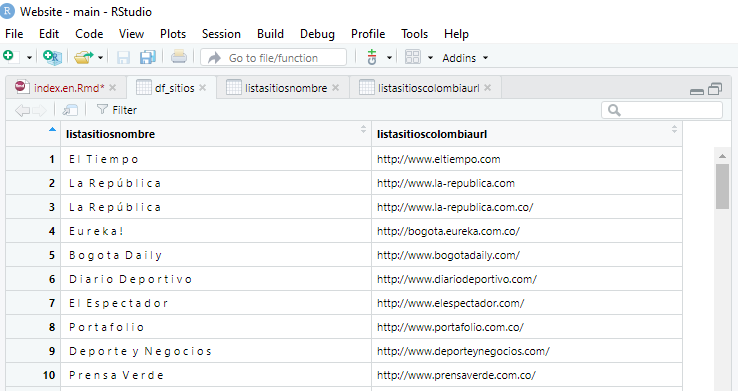 Website - main - RStudio
File Edit Code View Plots Session Build Debug Profile Tools Help
Go to file/function Addins
index.en.Rmd* df_sitios listasitiosnombre listasitioscolombiaurl
Filter
listasitiosnombre listasitioscolombiaurl
1 El Tiempo http://www.eltiempo.com
2 La República http://www.la-republica.com
3 La República http://www.la-republica.com.co/
4 Eureka! http://bogota.eureka.com.co/
5 Bogota Daily http://www.bogotadaily.com/
6 Diario Deportivo http://www.diariodeportivo.com/
7 El Espectador http://www.elespectador.com/
8 Portafolio http://www.portafolio.com.co/
9 Deporte y Negocios http://www.deporteynegocios.com/
10 Prensa Verde http://www.prensaverde.com.co/